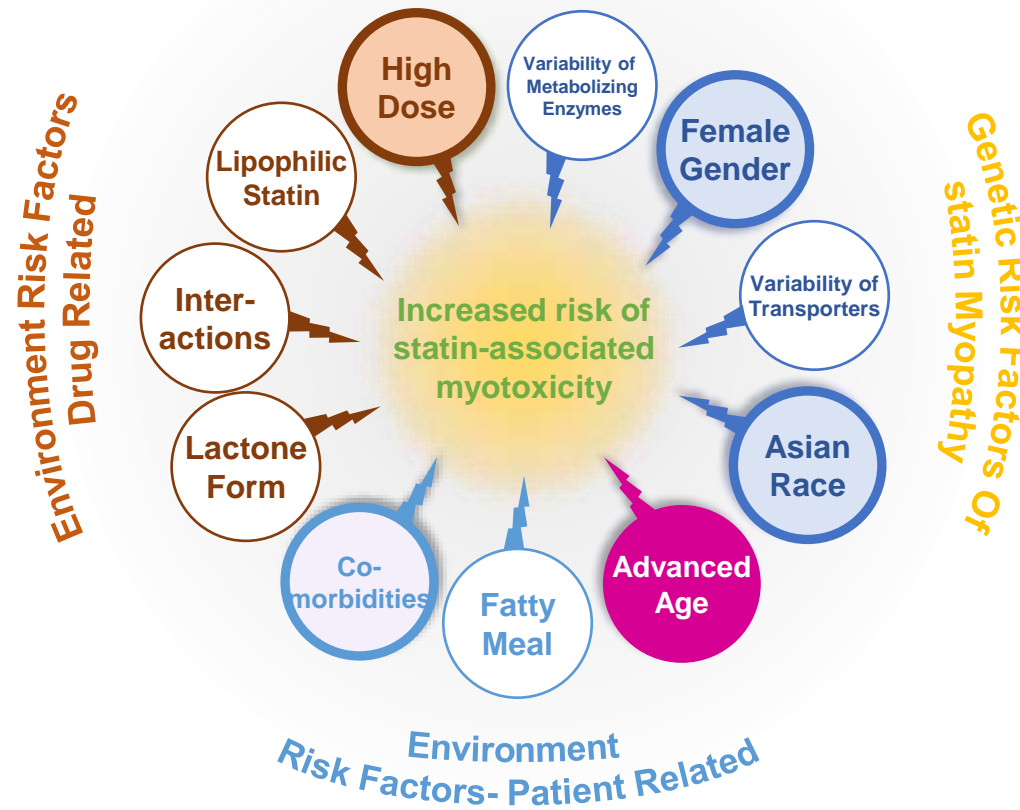 High
Dose
Variability of
Metabolizing
Enzymes
Female
Gender
Lipophilic
Statin
Variability of
Transporters
Inter-
actions
Increased risk of
statin-associated
myotoxicity
Lactone
Form
Asian
Race
Co-
morbidities
Fatty
Meal
Advanced
Age
Environment Risk Factors
Drug Related
Genetic Risk Factors Of
statin Myopathy
Environment
Risk Factors- Patient Related